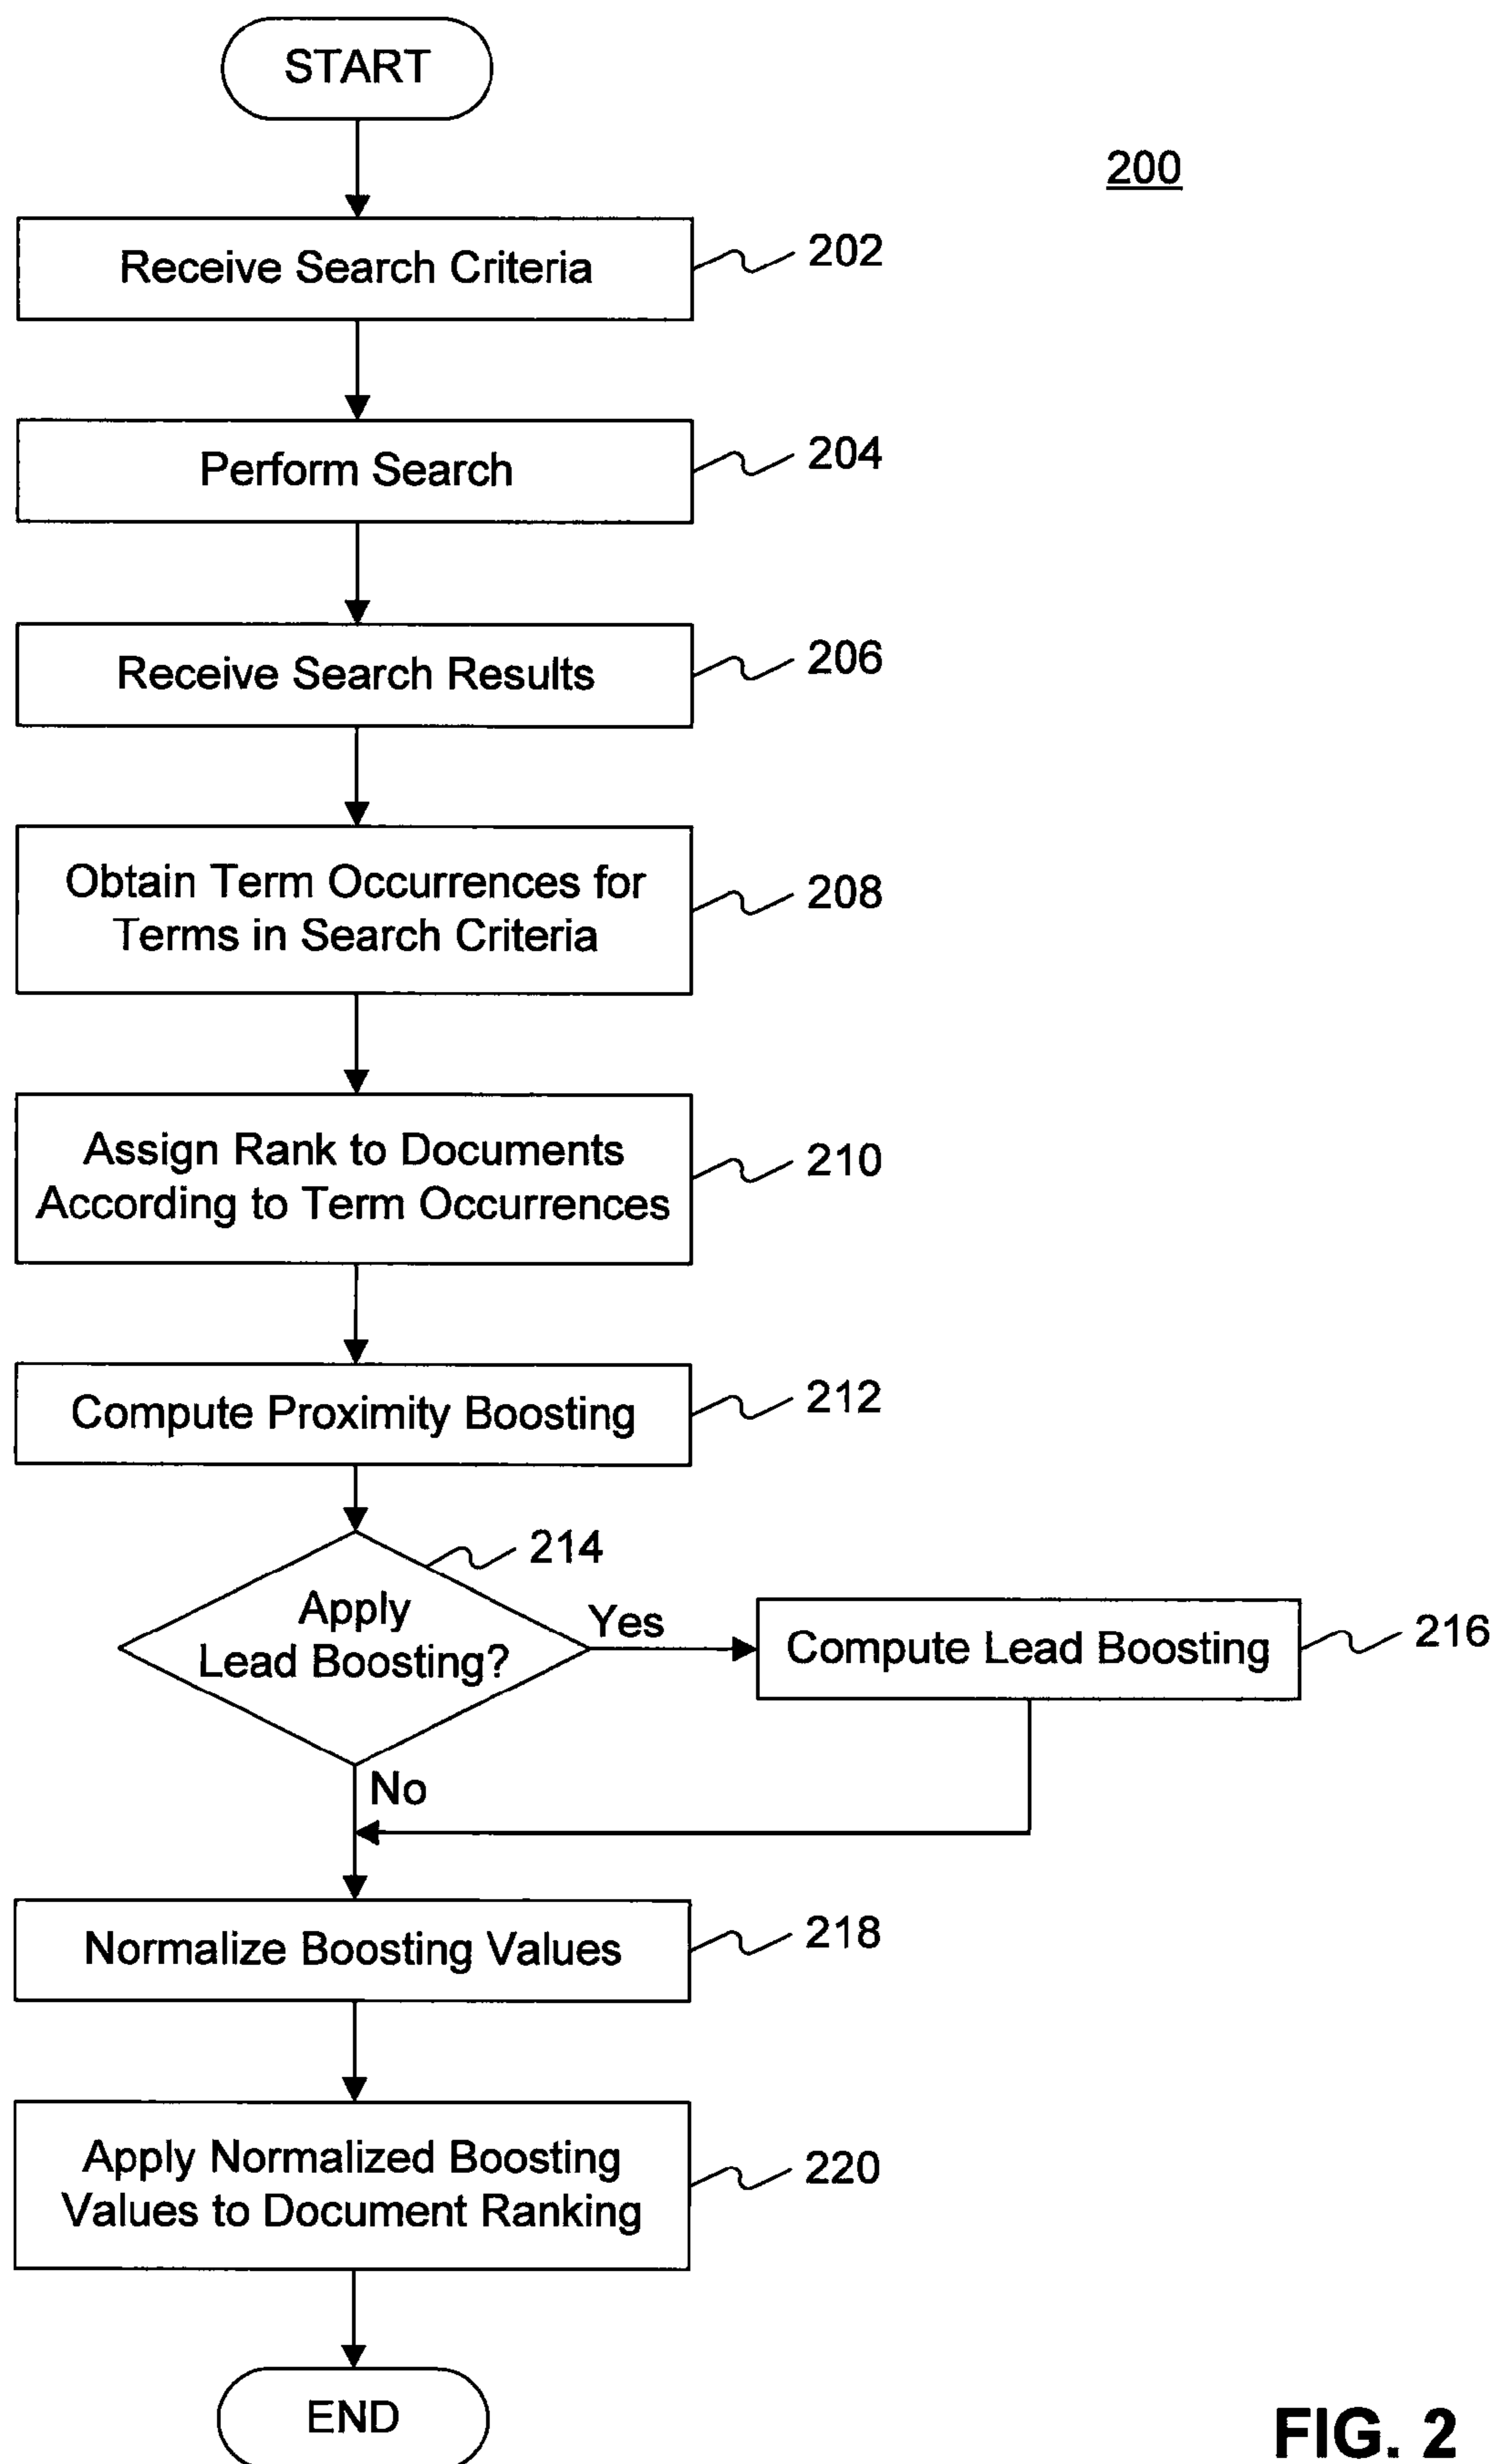 START
200
Receive Search Criteria
202
Perform Search
204
Receive Search Results
206
Obtain Term Occurrences for
Terms in Search Criteria
208
Assign Rank to Documents
According to Term Occurrences
210
Compute Proximity Boosting
212
214
Apply
Lead Boosting?
Yes
Compute Lead Boosting
216
No
Normalize Boosting Values
218
Apply Normalized Boosting
Values to Document Ranking
220
END
FIG. 2